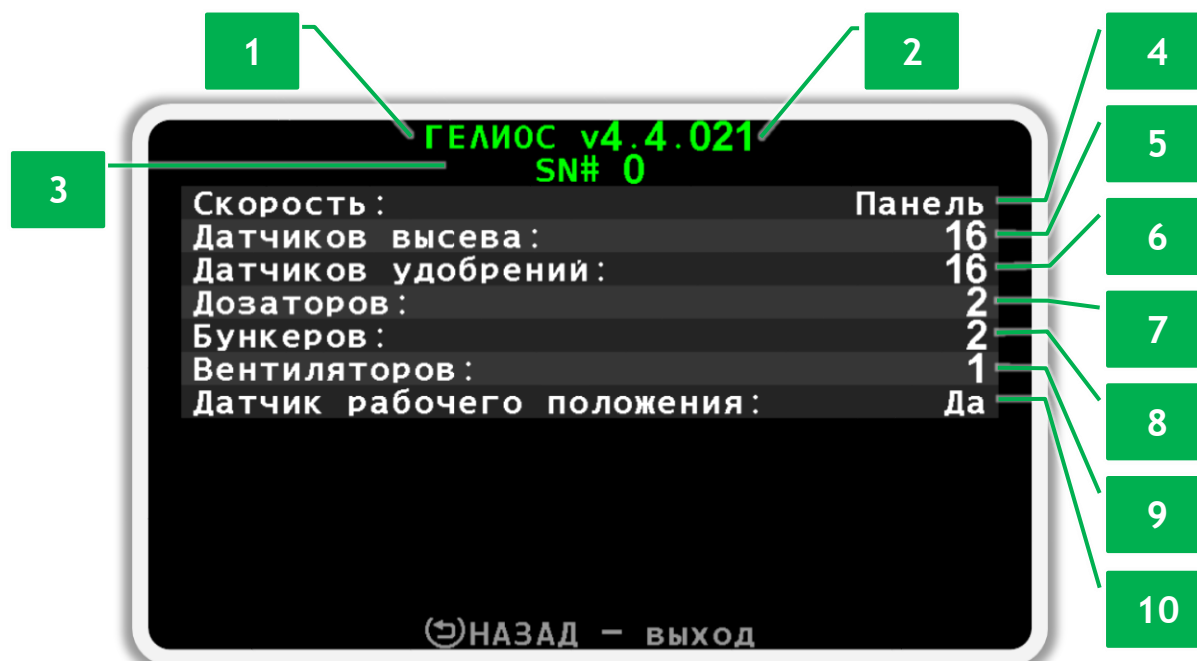 1
2
4
ГЕЛИОС v4.4.021
5
SN# 0
3
Скорость: Панель
Датчиков высева: 16
6
Датчиков удобрений: 16
Дозаторов: 2
7
Бункеров: 2
Вентиляторов: 1
Датчик рабочего положения: Да
8
9
10
НАЗАД – выход